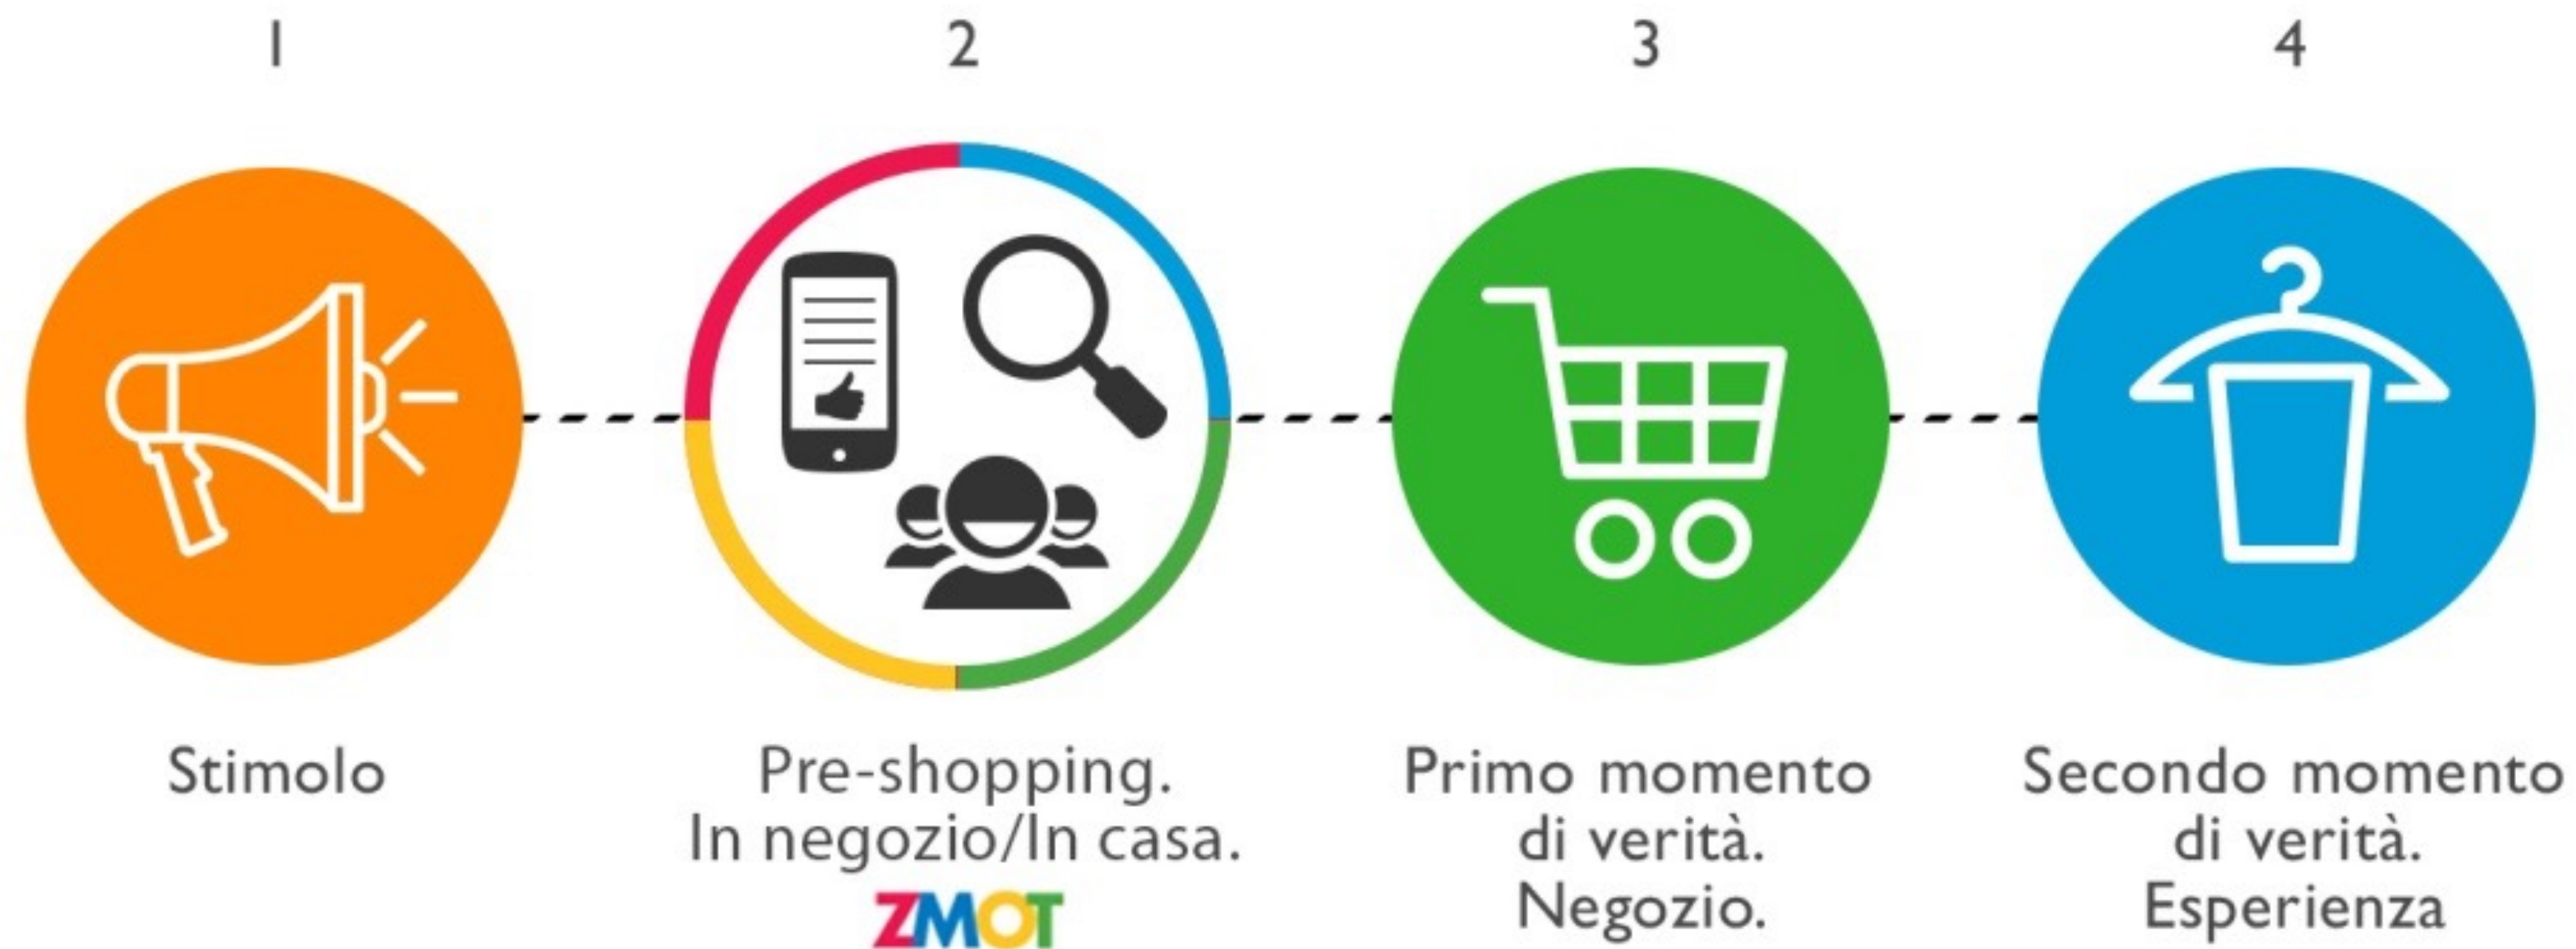 1
2
3
4
Stimolo
Pre-shopping.
In negozio/In casa.
ZMOT
Primo momento
di verità.
Negozio.
Secondo momento
di verità.
Esperienza